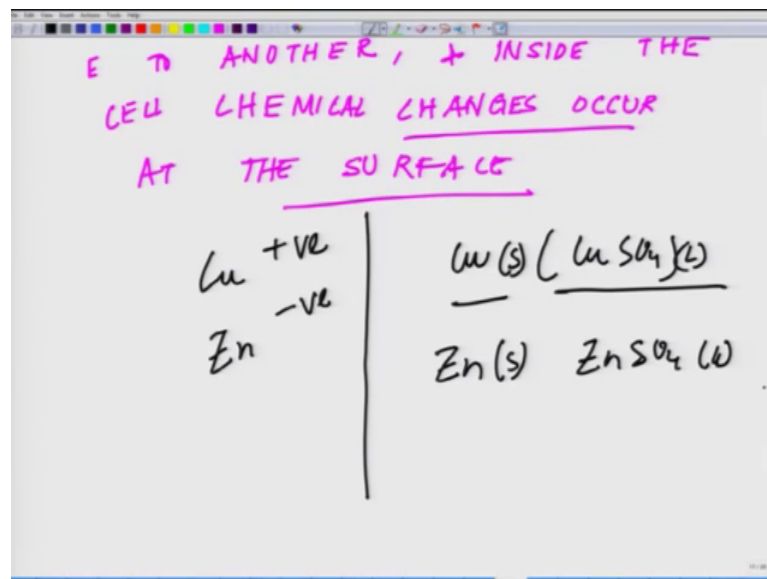 E TO ANOTHER, + INSIDE THE
CELL CHEMICAL CHANGES OCCUR
AT THE SURFACE
Cu +ve
Zn -ve
Cu (s) (CuSO4)(L)
Zn(s) ZnSO4 (L)